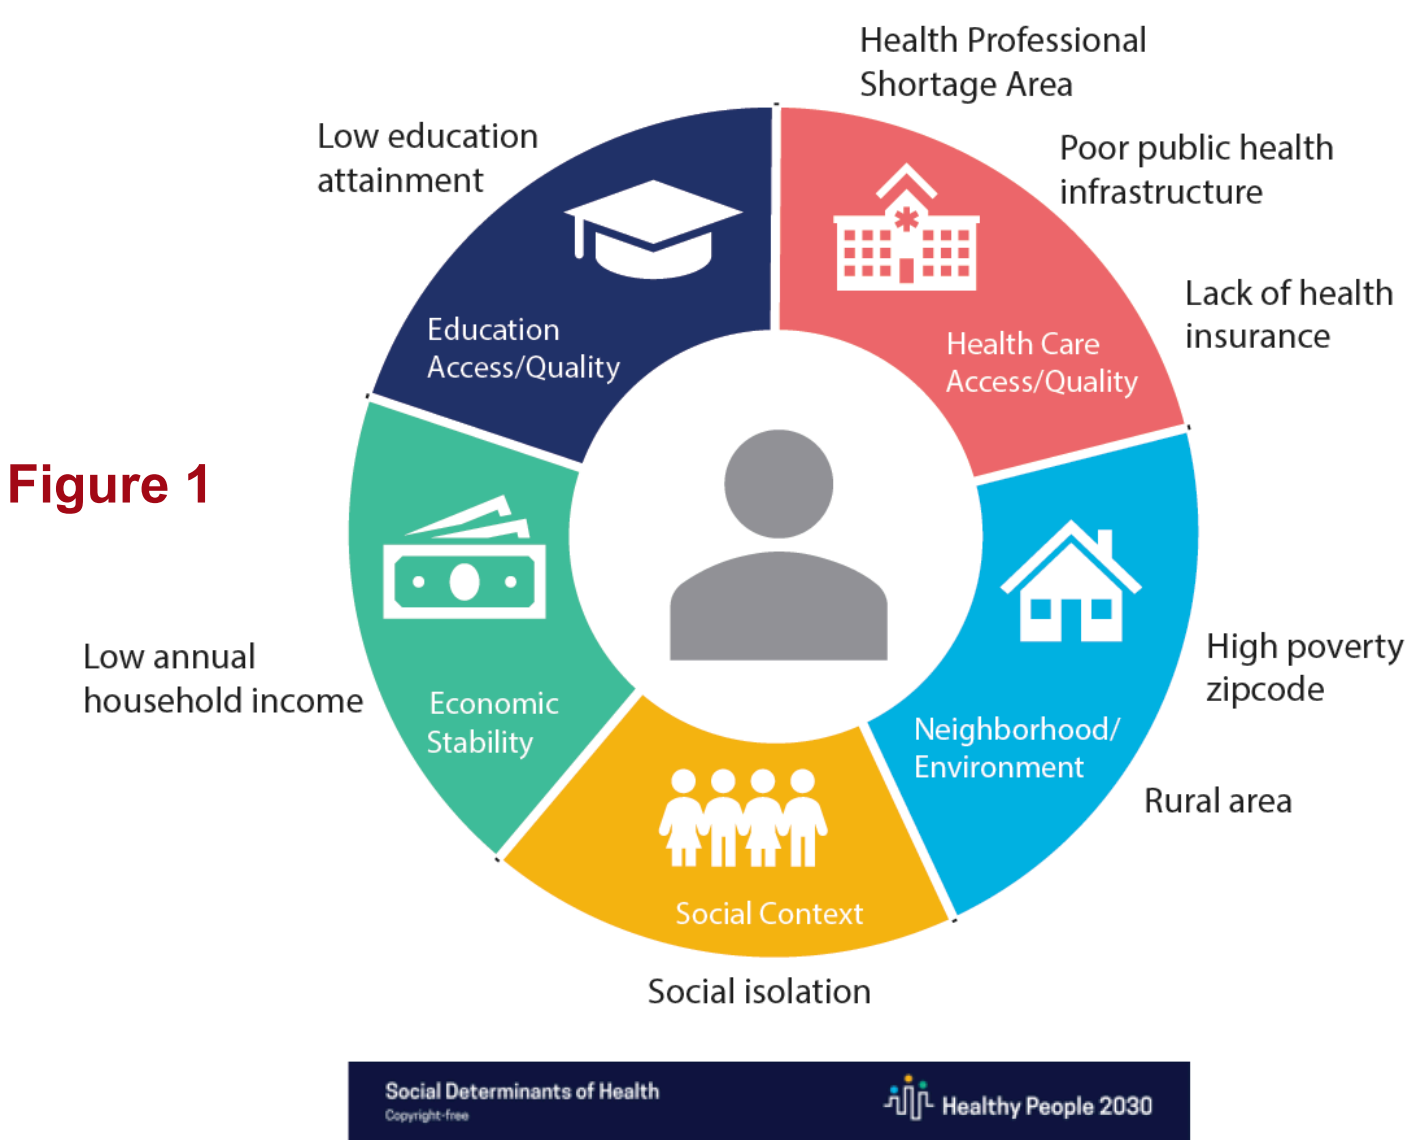 Health Professional
Shortage Area
Low education
attainment
Poor public health
infrastructure
Lack of health
insurance
Education
Access/Quality
Health Care
Access/Quality
Figure 1
High poverty
zipcode
Low annual
household income
Economic
Stability
Neighborhood/
Environment
Rural area
Social Context
Social isolation
Social Determinants of Health
Copyright-free
Healthy People 2030